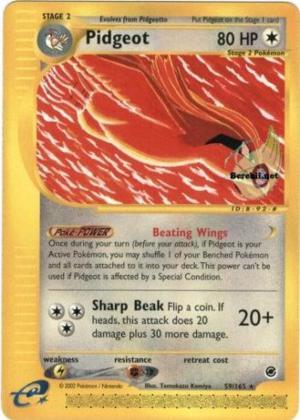 STAGE 2
Evolves from Pidgeotto
Put Pidgeot on the Stage 1 card
Pidgeot
80 HP
Stage 2 Pokémon
Berebil.net
ID:B-92-#
Poké-POWER
Beating Wings
Once during your turn (before your attack), if Pidgeot is your
Active Pokémon, you may shuffle 1 of your Benched Pokémon
and all cards attached to it into your deck. This power can't be
used if Pidgeot is affected by a Special Condition.
Sharp Beak Flip a coin. If
heads, this attack does 20
damage plus 30 more damage.
20+
weakness
resistance
retreat cost
-30
e
©2002 Pokémon / Nintendo
Illus. Tomokazu Komiya
59/165